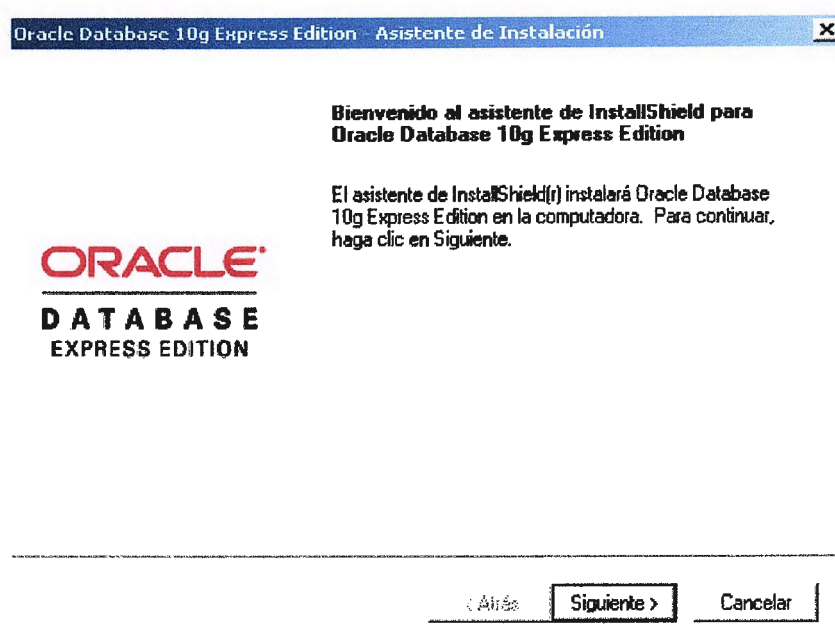 Oracle Database 10g Express Edition - Asistente de Instalación
Bienvenido al asistente de InstallShield para
Oracle Database 10g Express Edition
El asistente de InstallShield(r) instalará Oracle Database
10g Express Edition en la computadora. Para continuar,
haga clic en Siguiente.
ORACLE
DATABASE
EXPRESS EDITION
< Atrás
Siguiente >
Cancelar